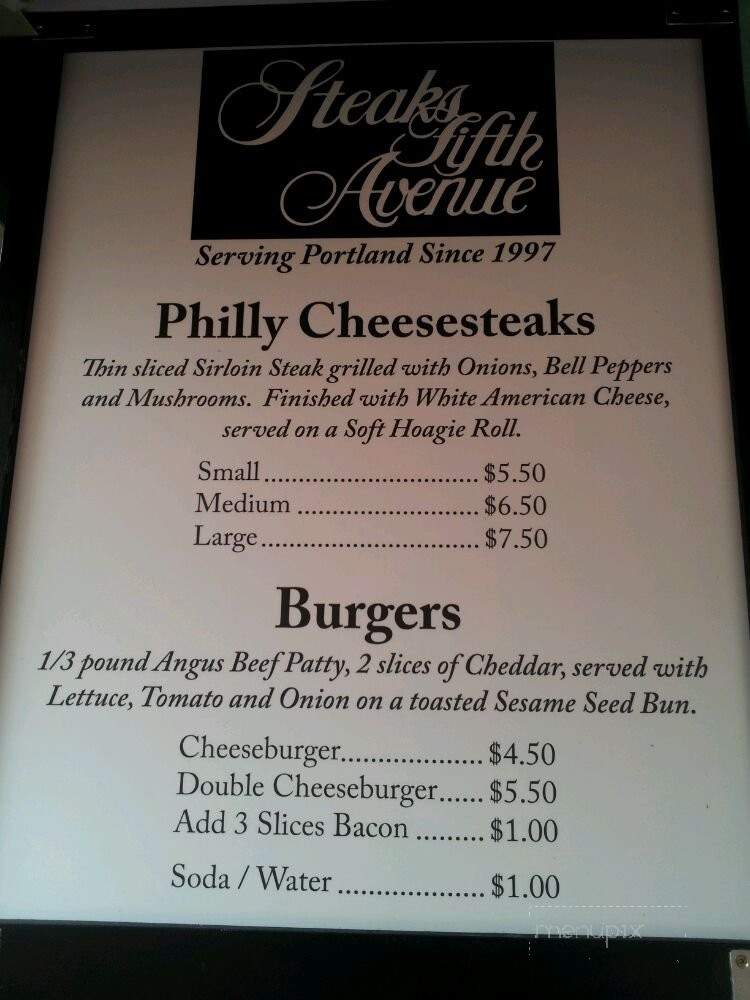 Steaks
Fifth
Avenue
Serving Portland Since 1997
Philly Cheesesteaks
Thin sliced Sirloin Steak grilled with Onions, Bell Peppers
and Mushrooms. Finished with White American Cheese,
served on a Soft Hoagie Roll.
Small.............................. $5.50
Medium ......................... $6.50
Large............................... $7.50
Burgers
1/3 pound Angus Beef Patty, 2 slices of Cheddar, served with
Lettuce, Tomato and Onion on a toasted Sesame Seed Bun.
Cheeseburger.................... $4.50
Double Cheeseburger...... $5.50
Add 3 Slices Bacon ......... $1.00
Soda / Water .................... $1.00
menupix